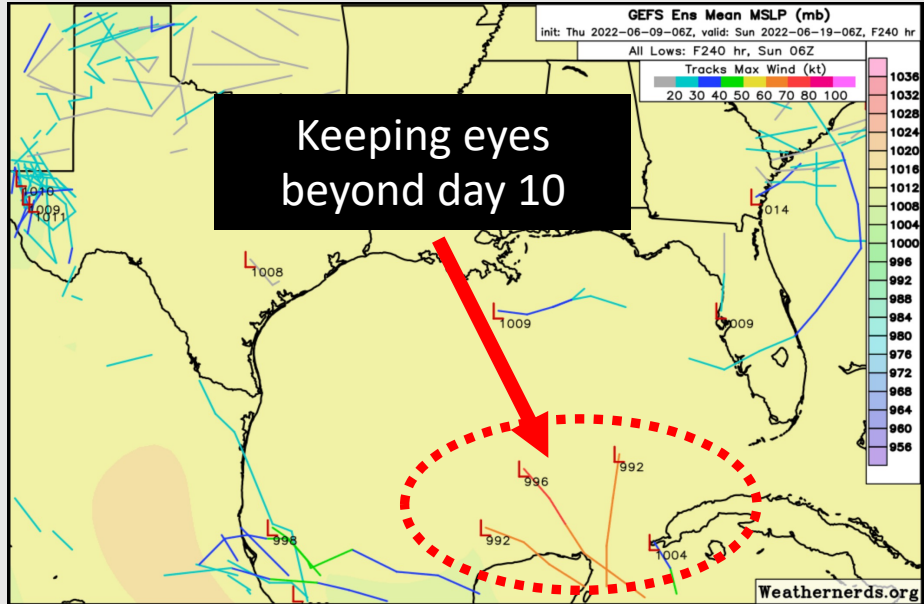 GEFS Ens Mean MSLP (mb)
init: Thu 2022-06-09-06Z, valid: Sun 2022-06-19-06Z, F240 hr
All Lows: F240 hr, Sun 06Z
Tracks Max Wind (kt)
20 30 40 50 60 70 80 100
1036
1032
1028
1024
1020
1016
1012
1008
1004
1000
996
992
988
984
980
976
972
968
964
960
956
Keeping eyes
beyond day 10
L
1010
L
1009
L
1011
L
1008
L
1009
L
1009
L
1014
L
996
L
992
L
992
L
998
L
1004
L
Weathernerds.org